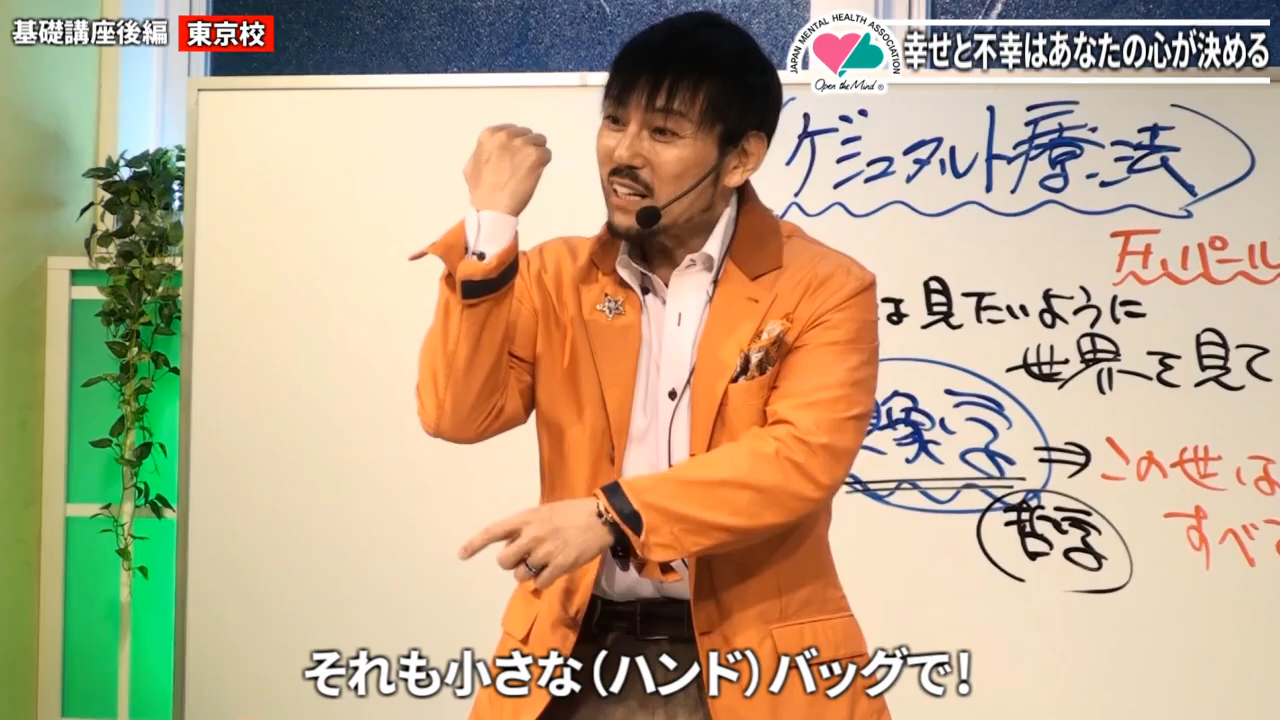 基礎講座後編 東京校
JAPAN MENTAL HEALTH ASSOCIATION
Open the Mind ®
幸せと不幸はあなたの心が決める
(ゲシュタルト療法)
は見たいように
世界を見て
象学 ⇒ この世は
哲学
すべて
それも小さな(ハンド)バッグで!